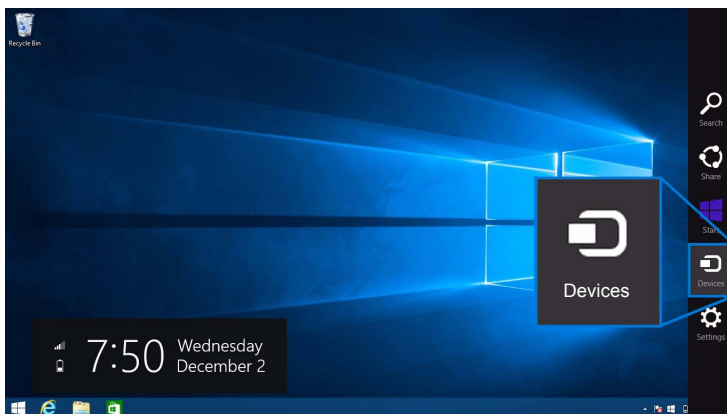 Recycle Bin
Search
Share
Start
Devices
Devices
Settings
7:50
Wednesday
December 2